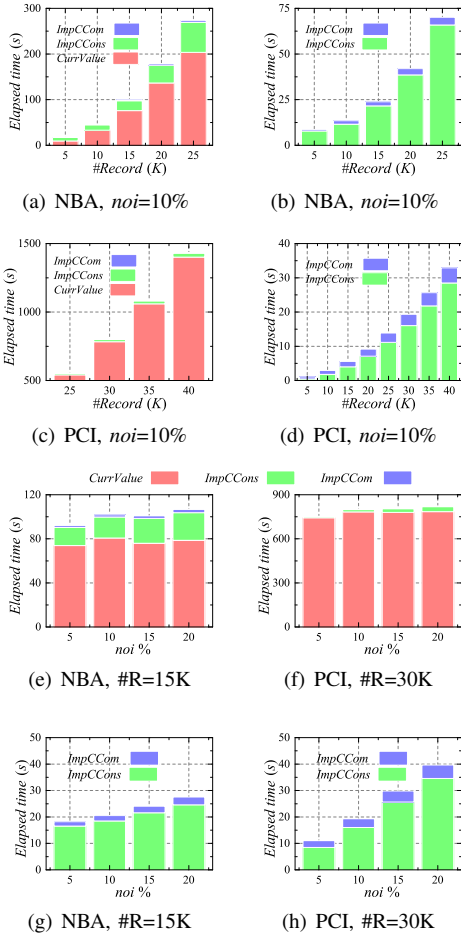 Elapsed time (s)
300
200
100
0
ImpCCom
ImpCCons
CurrValue
5 10 15 20 25
#Record (K)
(a) NBA, noi=10%
Elapsed time (s)
75
50
25
0
ImpCCom
ImpCCons
5 10 15 20 25
#Record (K)
(b) NBA, noi=10%
Elapsed time (s)
1500
1000
500
ImpCCom
ImpCCons
CurrValue
25 30 35 40
#Record (K)
(c) PCI, noi=10%
Elapsed time (s)
40
30
20
10
0
ImpCCom
ImpCCons
5 10 15 20 25 30 35 40
#Record (K)
(d) PCI, noi=10%
CurrValue ImpCCons ImpCCom
Elapsed time (s)
120
80
40
0
5 10 15 20
noi %
(e) NBA, #R=15K
Elapsed time (s)
900
600
300
0
5 10 15 20
noi %
(f) PCI, #R=30K
Elapsed time (s)
50
40
30
20
10
0
ImpCCom
ImpCCons
5 10 15 20
noi %
(g) NBA, #R=15K
Elapsed time (s)
50
40
30
20
10
0
ImpCCom
ImpCCons
5 10 15 20
noi %
(h) PCI, #R=30K